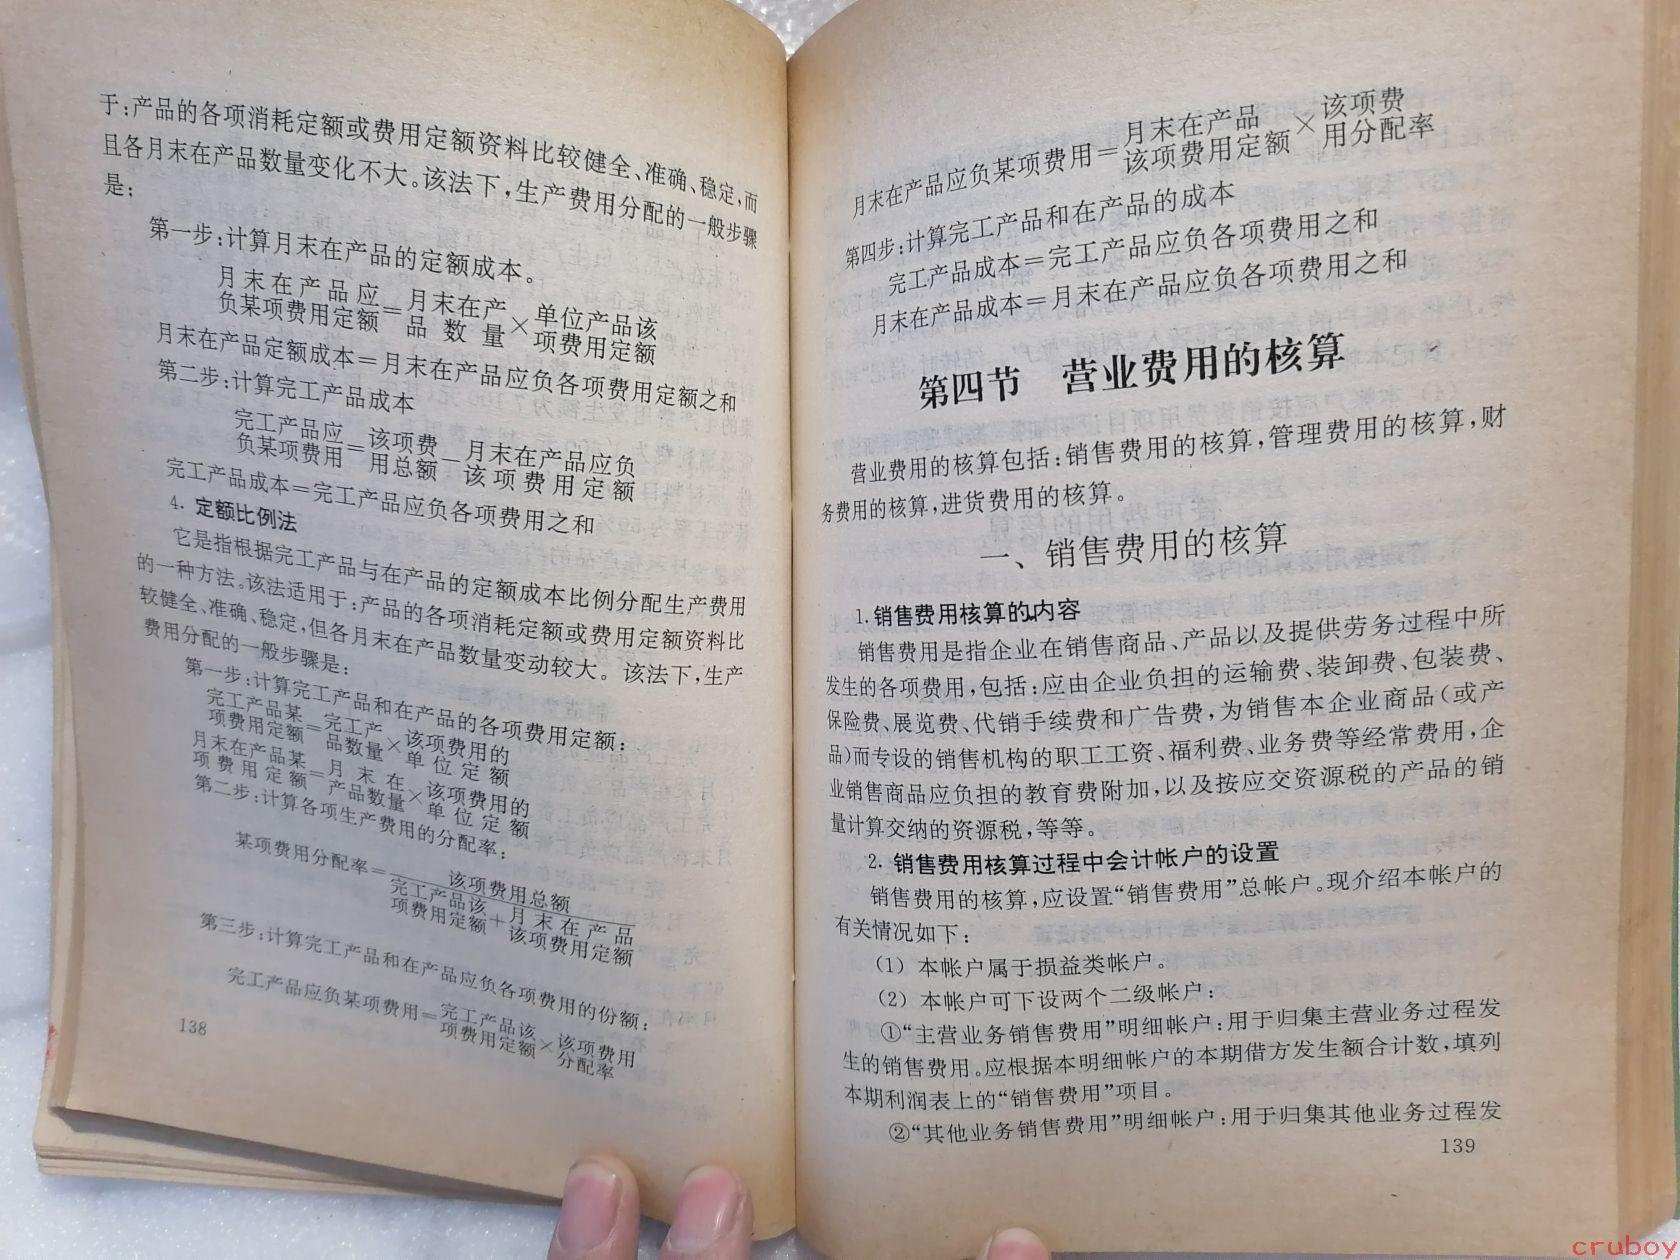 于:产品的各项消耗定额或费用定额资料比较健全、准确、稳定,而
且各月末在产品数量变化不大。该法下,生产费用分配的一般步骤
是:
第一步:计算月末在产品的定额成本。
月末在产品应 = 月末在产 × 单位产品该
负某项费用定额 品数量 项费用定额
月末在产品定额成本=月末在产品应负各项费用定额之和
第二步:计算完工产品成本
完工产品应 = 该项费 - 月末在产品应负
负某项费用 用总额 该项费用定额
完工产品成本=完工产品应负各项费用之和
4. 定额比例法
它是指根据完工产品与在产品的定额成本比例分配生产费用
的一种方法。该法适用于:产品的各项消耗定额或费用定额资料比
较健全、准确、稳定,但各月末在产品数量变动较大。该法下,生产
费用分配的一般步骤是:
第一步:计算完工产品和在产品的各项费用定额:
完工产品某 = 完工产 × 该项费用的
项费用定额 品数量 单位定额
月末在产品某 = 月末在 × 该项费用的
项费用定额 产品数量 单位定额
第二步:计算各项生产费用的分配率:
某项费用分配率= 该项费用总额
完工产品该 + 月末在产品
项费用定额 该项费用定额
第三步:计算完工产品和在产品应负各项费用的份额:
完工产品应负某项费用= 完工产品该 × 该项费用
项费用定额 分配率
138
月末在产品应负某项费用= 月末在产品 × 该项费
该项费用定额 用分配率
第四步:计算完工产品和在产品的成本
完工产品成本=完工产品应负各项费用之和
月末在产品成本=月末在产品应负各项费用之和
第四节 营业费用的核算
营业费用的核算包括:销售费用的核算,管理费用的核算,财
务费用的核算,进货费用的核算。
一、销售费用的核算
1.销售费用核算的内容
销售费用是指企业在销售商品、产品以及提供劳务过程中所
发生的各项费用,包括:应由企业负担的运输费、装卸费、包装费、
保险费、展览费、代销手续费和广告费,为销售本企业商品(或产
品)而专设的销售机构的职工工资、福利费、业务费等经常费用,企
业销售商品应负担的教育费附加,以及按应交资源税的产品的销
量计算交纳的资源税,等等。
2. 销售费用核算过程中会计帐户的设置
销售费用的核算,应设置“销售费用”总帐户。现介绍本帐户的
有关情况如下:
(1) 本帐户属于损益类帐户。
(2) 本帐户可下设两个二级帐户:
①“主营业务销售费用”明细帐户:用于归集主营业务过程发
生的销售费用。应根据本明细帐户的本期借方发生额合计数,填列
本期利润表上的“销售费用”项目。
②“其他业务销售费用”明细帐户:用于归集其他业务过程发
139
cruboy